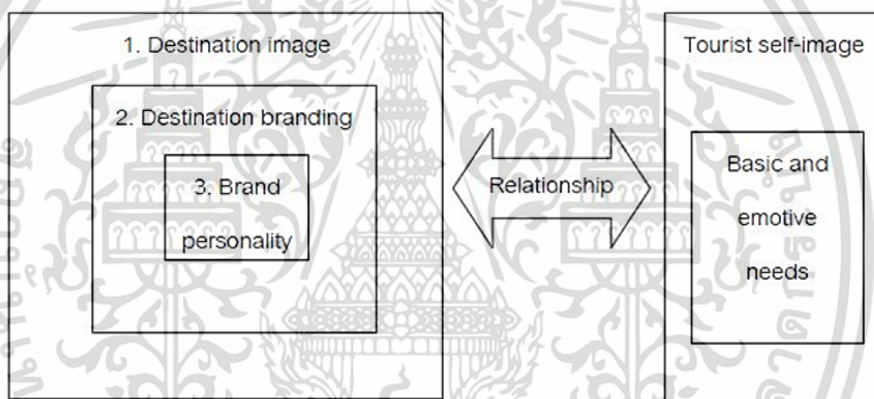 1. Destination image
2. Destination branding
3. Brand
personality
Relationship
Tourist self-image
Basic and
emotive
needs